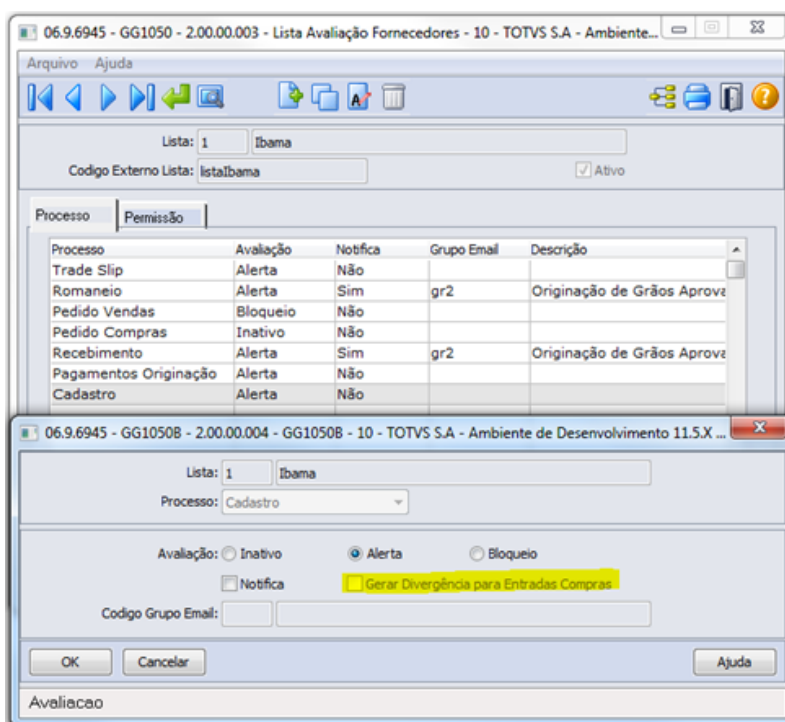 06.9.6945 - GG1050 - 2.00.00.003 - Lista Avaliação Fornecedores - 10 - TOTVS S.A - Ambiente...
Arquivo Ajuda
Lista: 1 Ibama
Codigo Externo Lista: listaIbama Ativo
Processo Permissão
Processo Avaliação Notifica Grupo Email Descrição
Trade Slip Alerta Não
Romaneio Alerta Sim gr2 Originação de Grãos Aprova
Pedido Vendas Bloqueio Não
Pedido Compras Inativo Não
Recebimento Alerta Sim gr2 Originação de Grãos Aprova
Pagamentos Originação Alerta Não
Cadastro Alerta Não
06.9.6945 - GG1050B - 2.00.00.004 - GG1050B - 10 - TOTVS S.A - Ambiente de Desenvolvimento 11.5.X ...
Lista: 1 Ibama
Processo: Cadastro
Avaliação: Inativo Alerta Bloqueio
Notifica Gerar Divergência para Entradas Compras
Codigo Grupo Email:
OK Cancelar Ajuda
Avaliacao